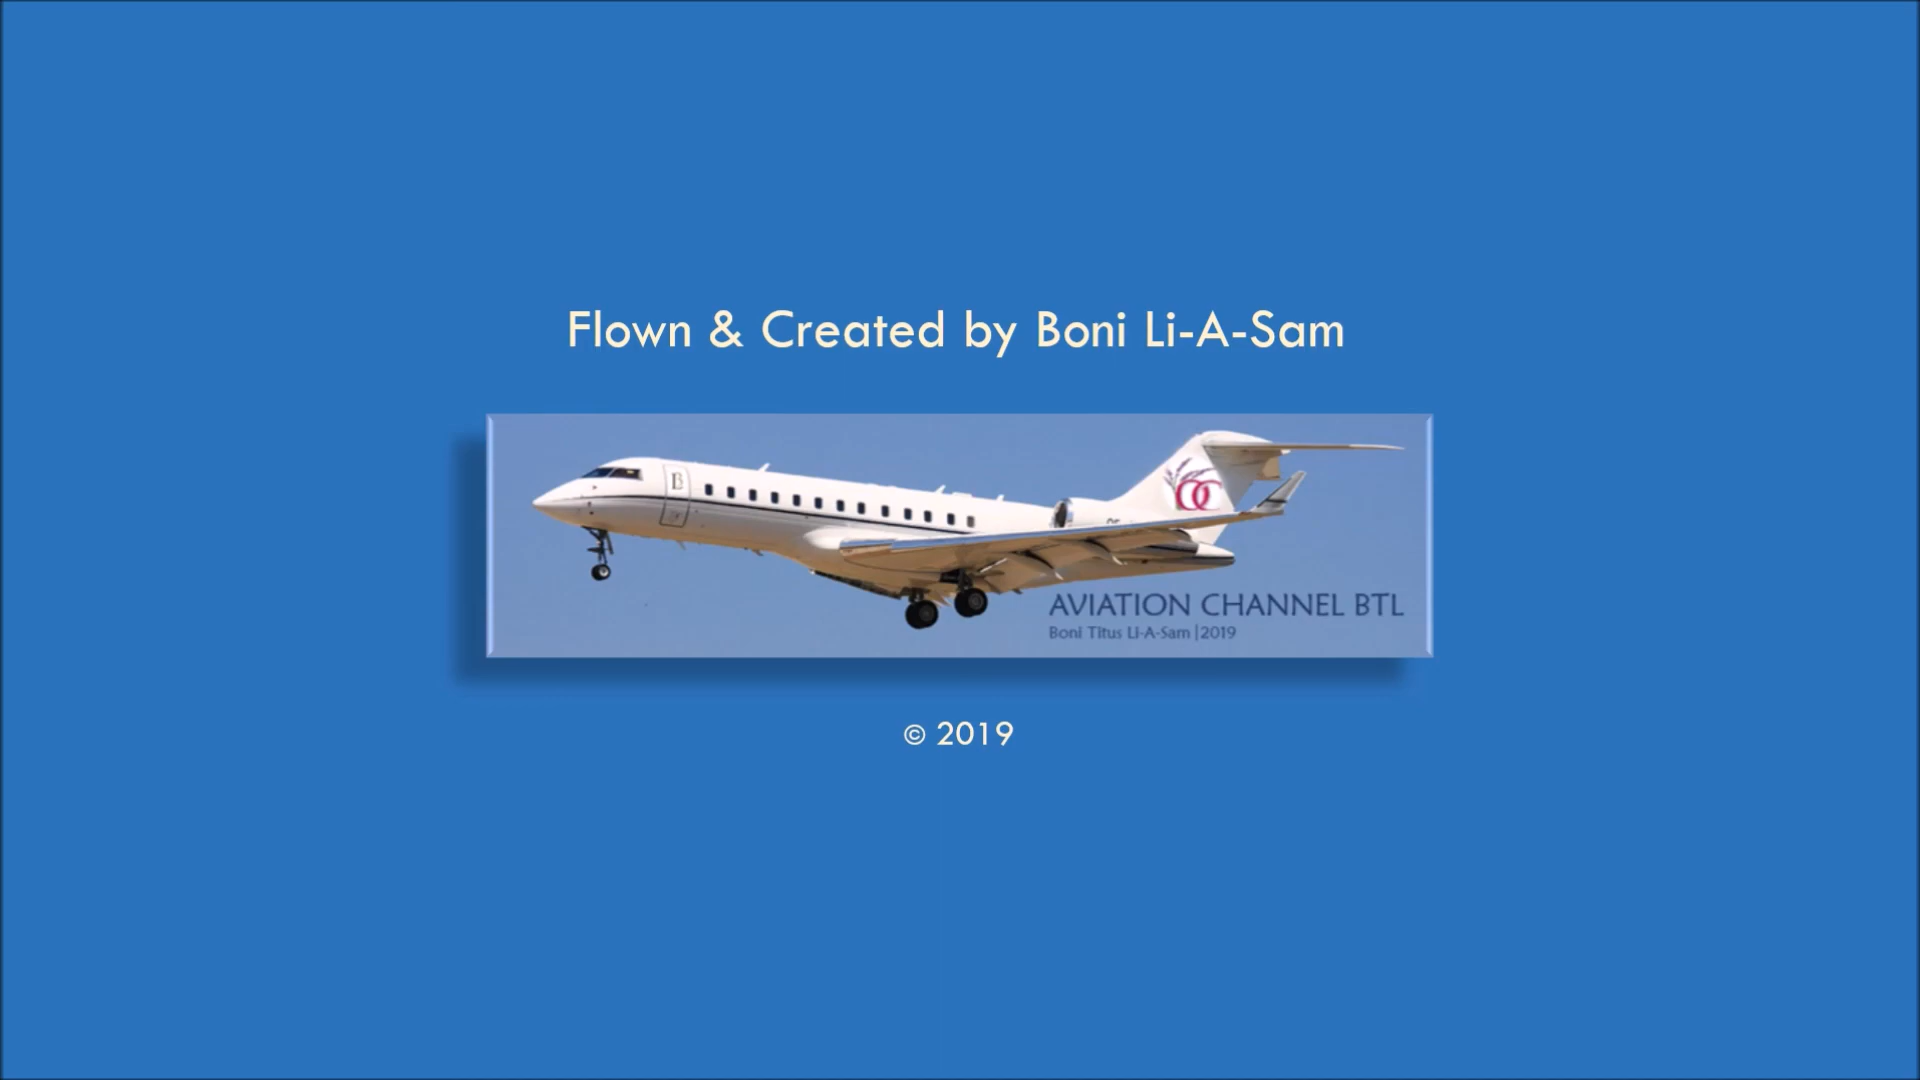 Flown & Created by Boni Li-A-Sam
B
AVIATION CHANNEL BTL
Boni Titus Li-A-Sam |2019
© 2019